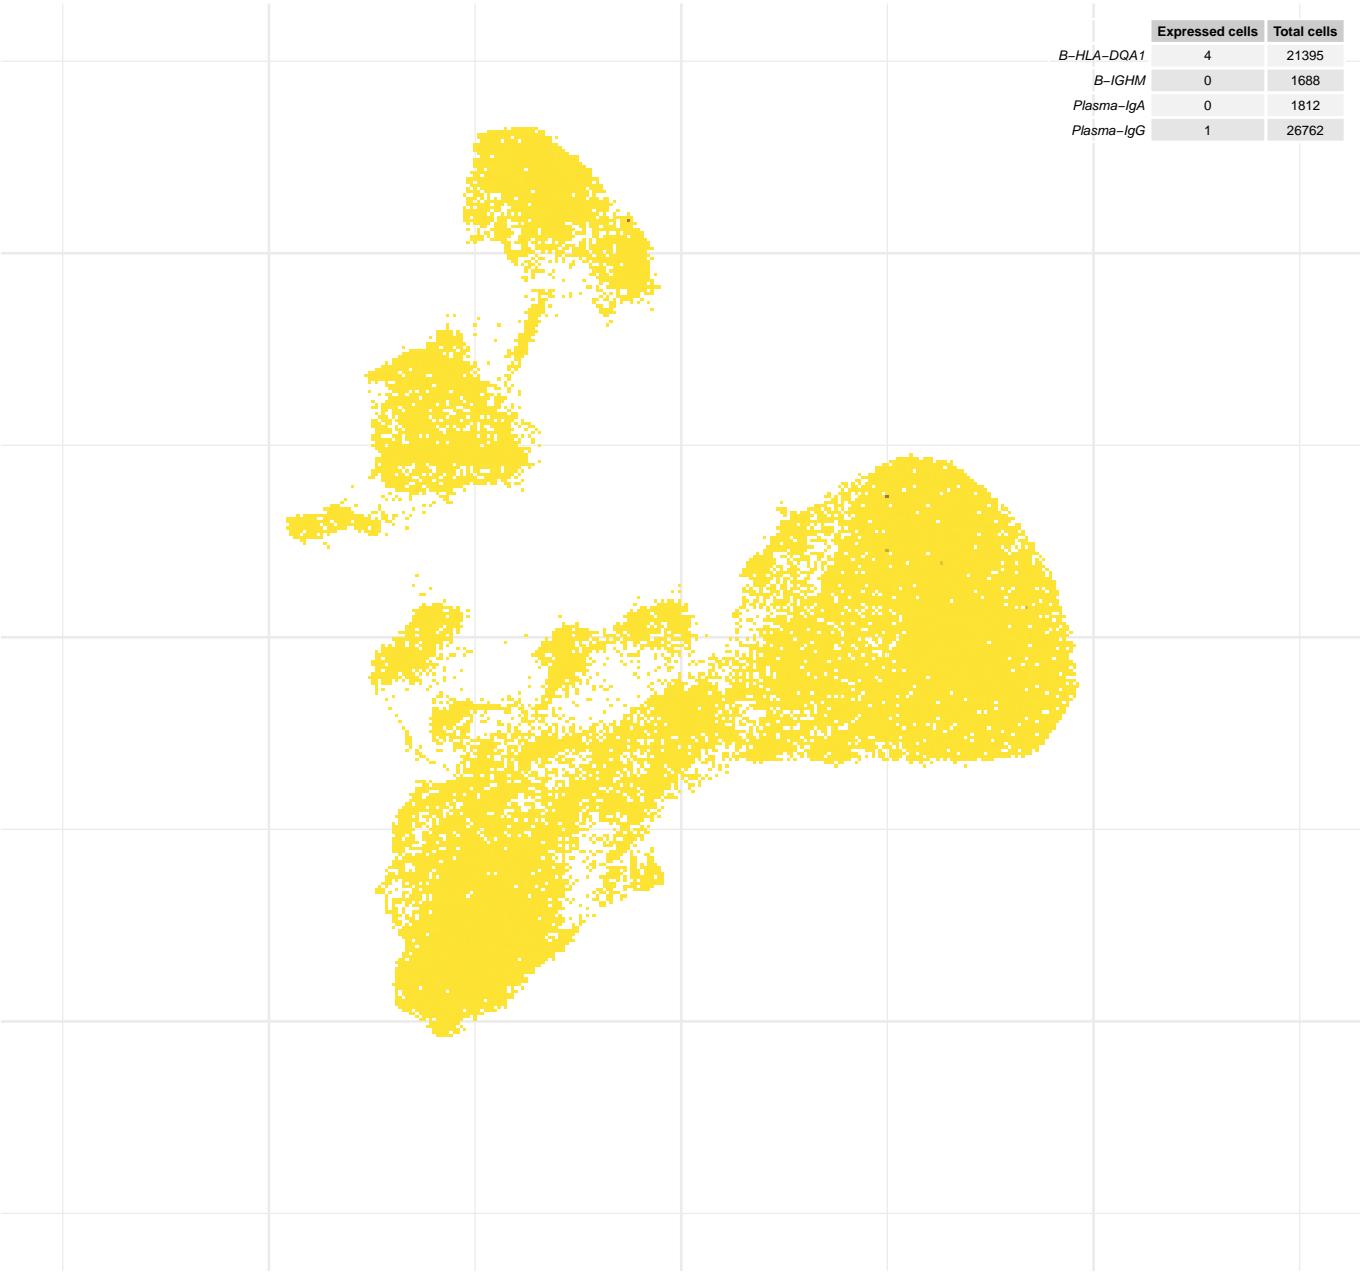 Expressed cells Total cells
B−HLA−DQA1 4 21395
B−IGHM 0 1688
Plasma−IgA 0 1812
Plasma−IgG 1 26762